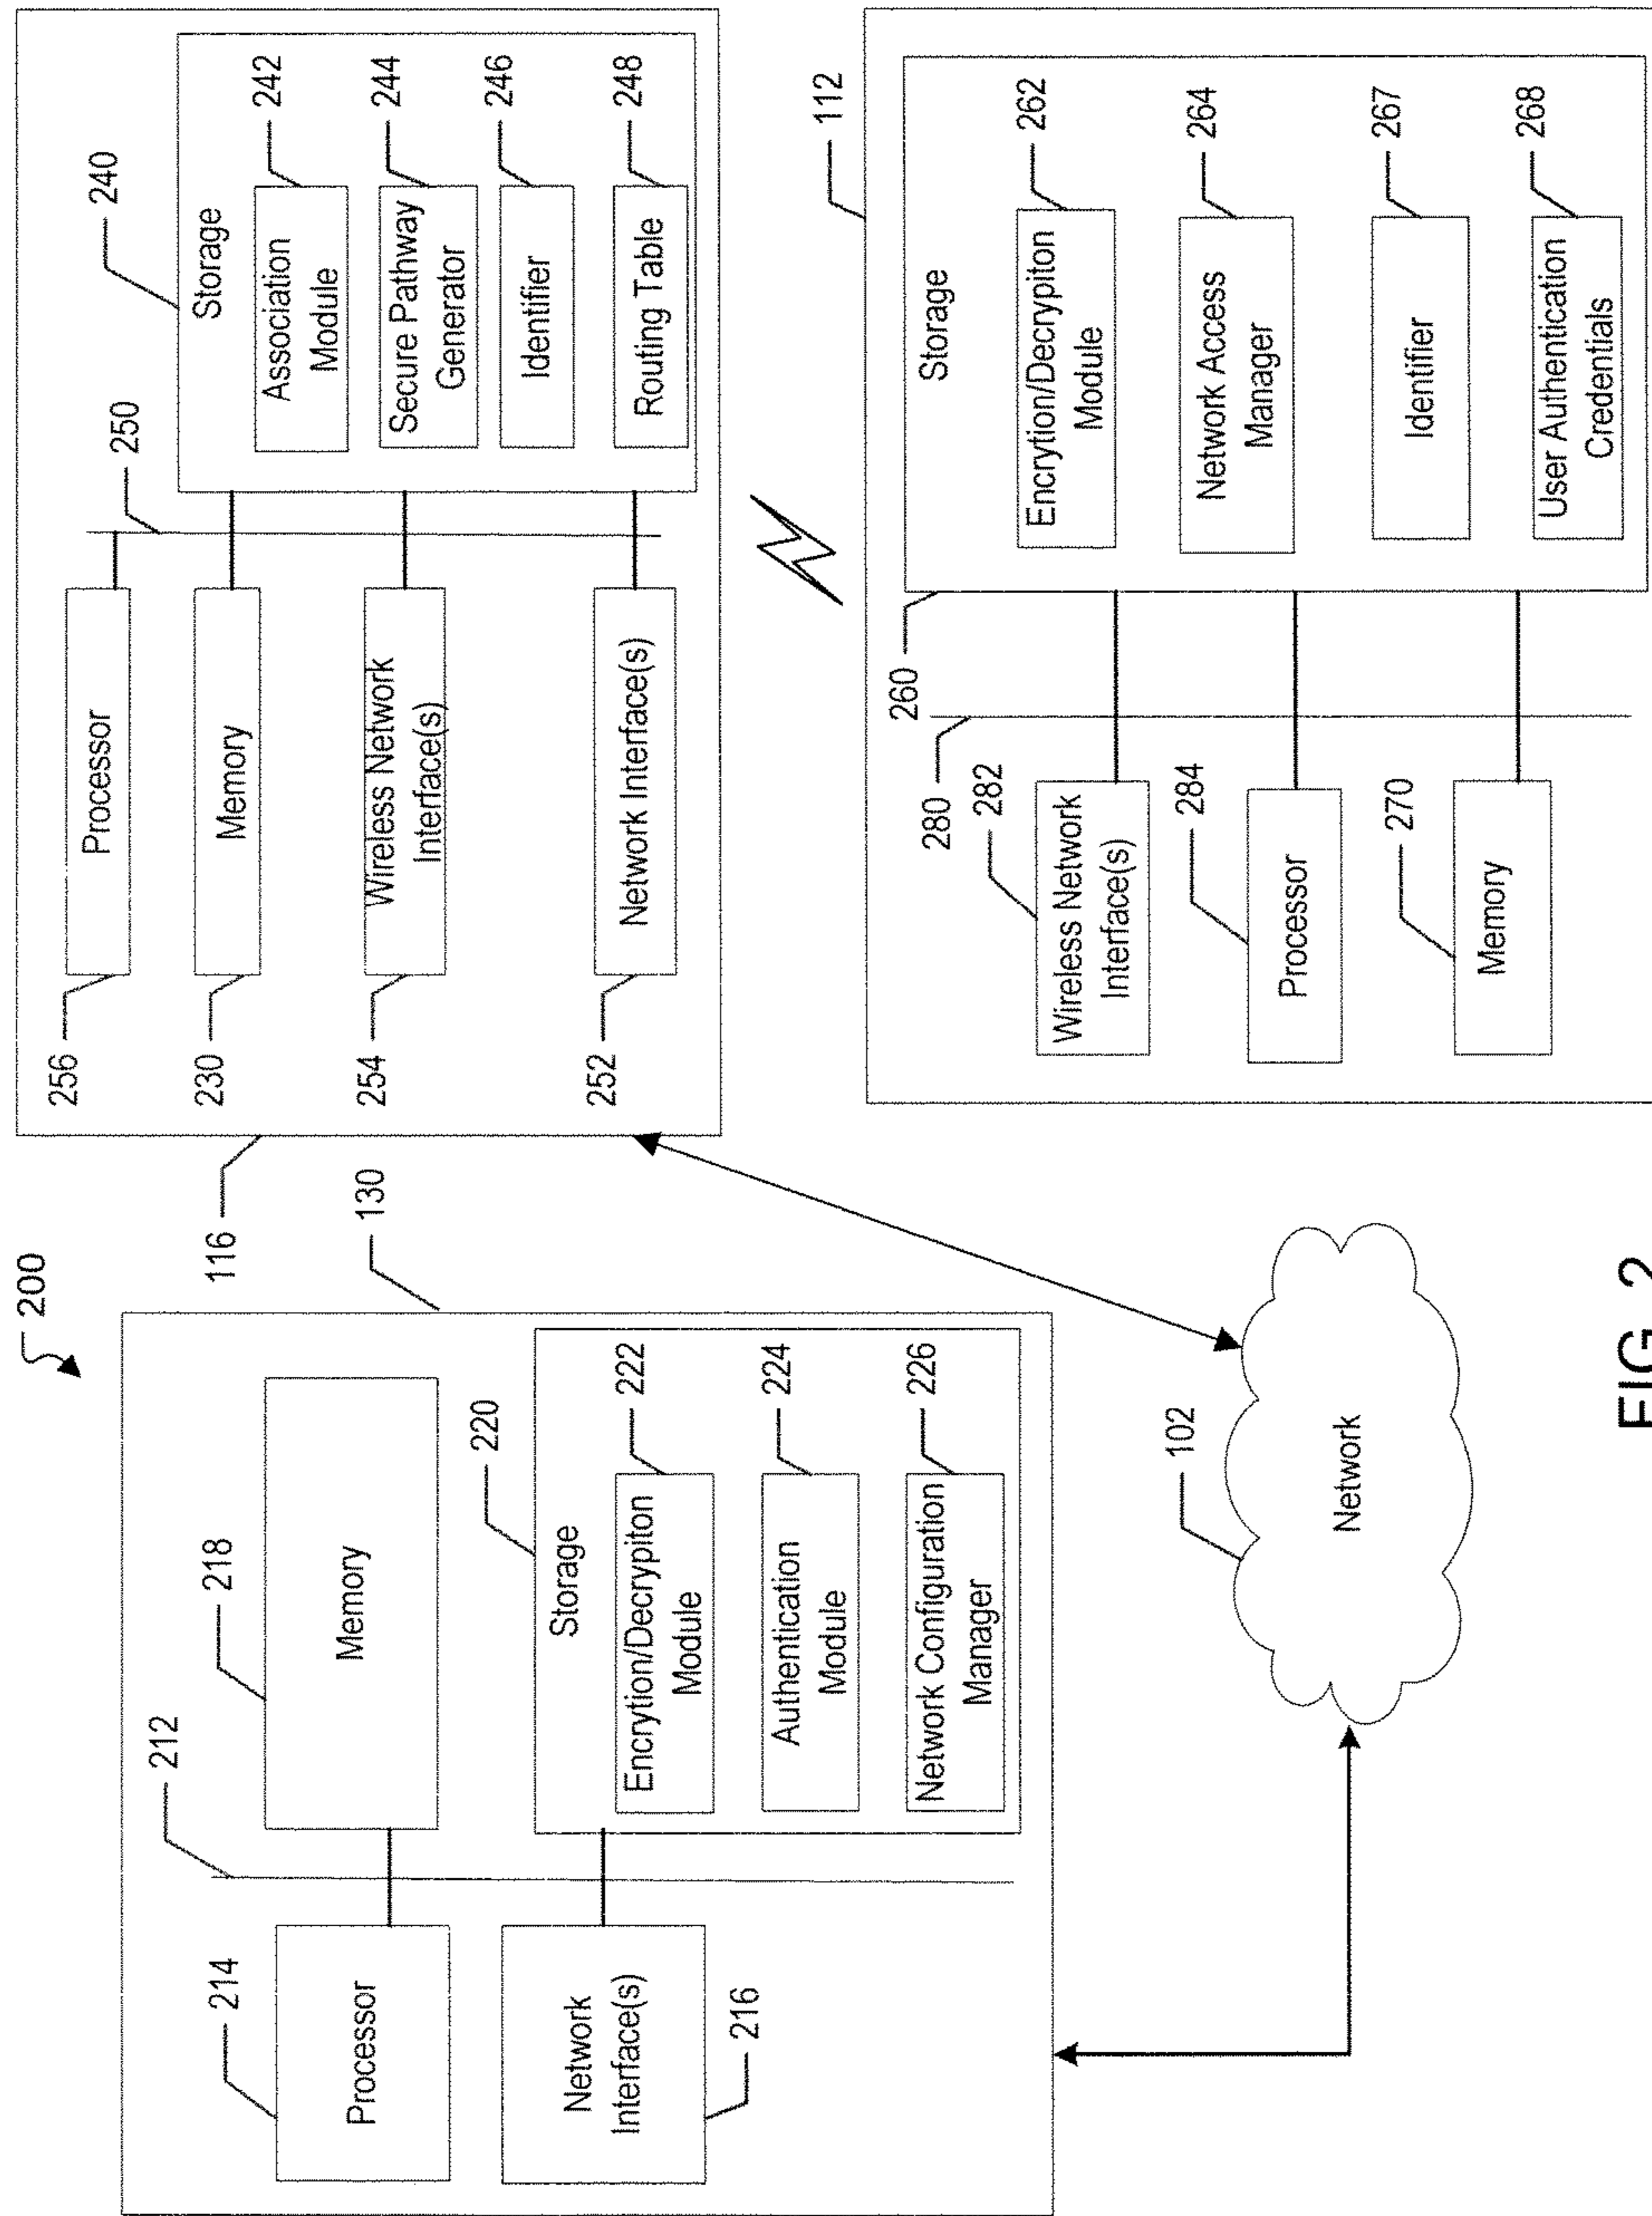 200
130
214
Processor
212
218
Memory
Network
Interface(s)
216
220
Storage
Encrytion/Decrypiton
Module
222
Authentication
Module
224
Network Configuration
Manager
226
102
Network
116
256
Processor
230
Memory
254
Wireless Network
Interface(s)
252
Network Interface(s)
250
240
Storage
Association
Module
242
Secure Pathway
Generator
244
Identifier
246
Routing Table
248
112
280
282
Wireless Network
Interface(s)
284
Processor
270
Memory
260
Storage
Encrytion/Decrypiton
Module
262
Network Access
Manager
264
Identifier
267
User Authentication
Credentials
268
FIG. 2